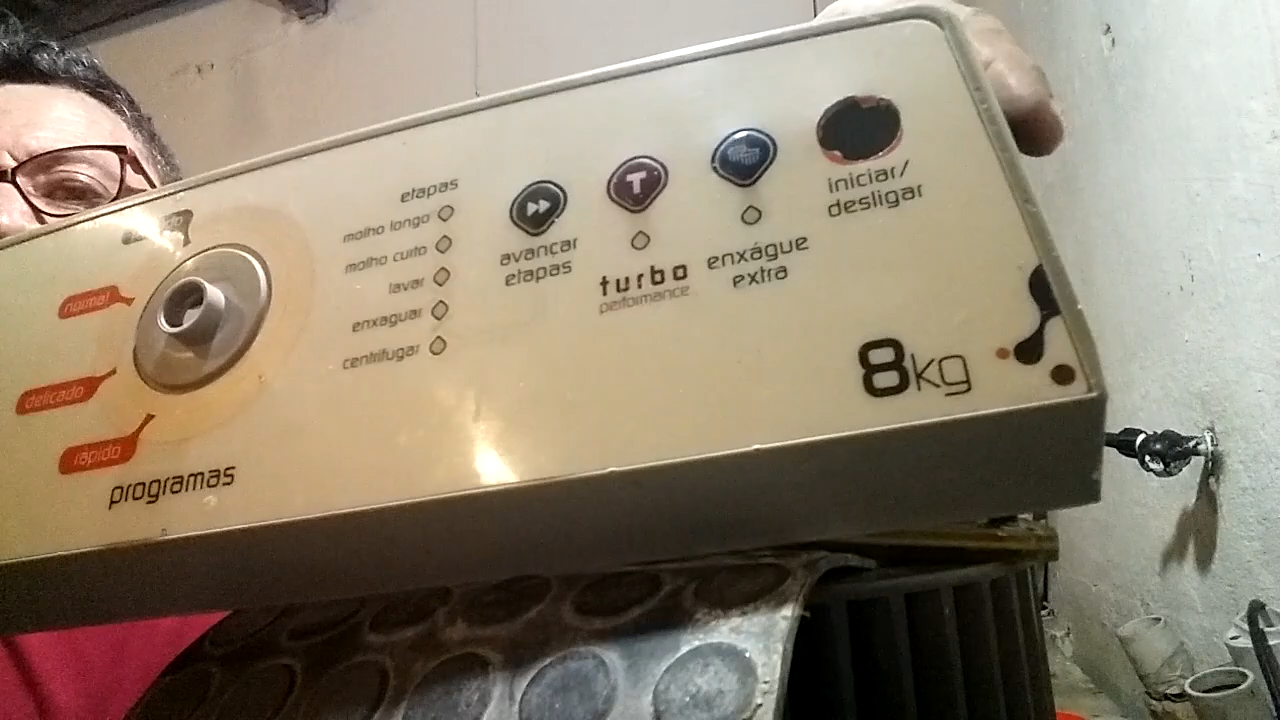 normal
delicado
rápido
programas
etapas
molho longo
molho curto
lavar
enxaguar
centrifugar
avançar
etapas
T
turbo
performance
enxágue
extra
iniciar/
desligar
8kg